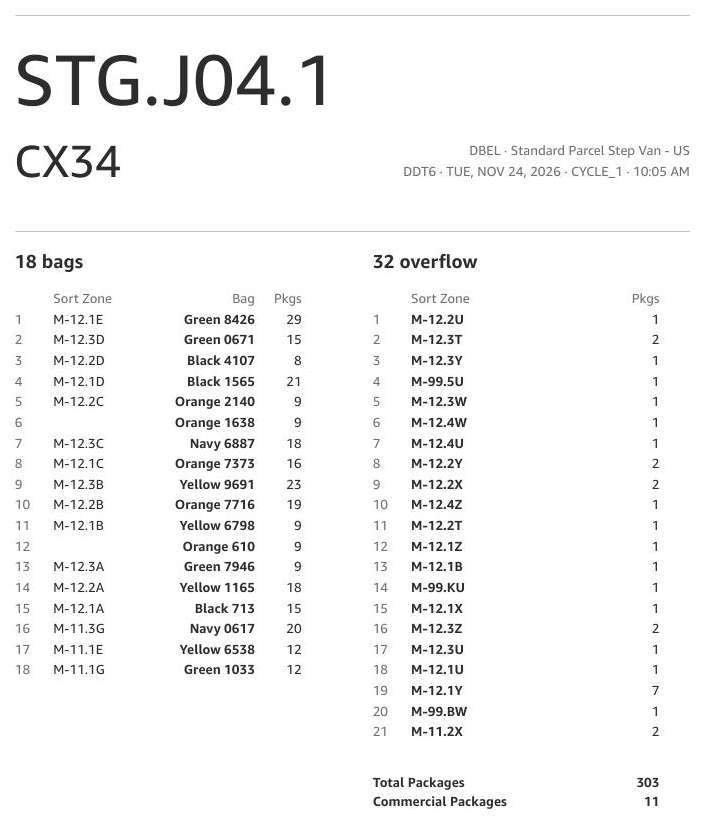 STG.J04.1
CX34
DBEL · Standard Parcel Step Van - US
DDT6 · TUE, NOV 24, 2026 · CYCLE_1 · 10:05 AM
18 bags
Sort Zone Bag Pkgs
1 M-12.1E Green 8426 29
2 M-12.3D Green 0671 15
3 M-12.2D Black 4107 8
4 M-12.1D Black 1565 21
5 M-12.2C Orange 2140 9
6 Orange 1638 9
7 M-12.3C Navy 6887 18
8 M-12.1C Orange 7373 16
9 M-12.3B Yellow 9691 23
10 M-12.2B Orange 7716 19
11 M-12.1B Yellow 6798 9
12 Orange 610 9
13 M-12.3A Green 7946 9
14 M-12.2A Yellow 1165 18
15 M-12.1A Black 713 15
16 M-11.3G Navy 0617 20
17 M-11.1E Yellow 6538 12
18 M-11.1G Green 1033 12
32 overflow
Sort Zone Pkgs
1 M-12.2U 1
2 M-12.3T 2
3 M-12.3Y 1
4 M-99.5U 1
5 M-12.3W 1
6 M-12.4W 1
7 M-12.4U 1
8 M-12.2Y 2
9 M-12.2X 2
10 M-12.4Z 1
11 M-12.2T 1
12 M-12.1Z 1
13 M-12.1B 1
14 M-99.KU 1
15 M-12.1X 1
16 M-12.3Z 2
17 M-12.3U 1
18 M-12.1U 1
19 M-12.1Y 7
20 M-99.BW 1
21 M-11.2X 2
Total Packages 303
Commercial Packages 11